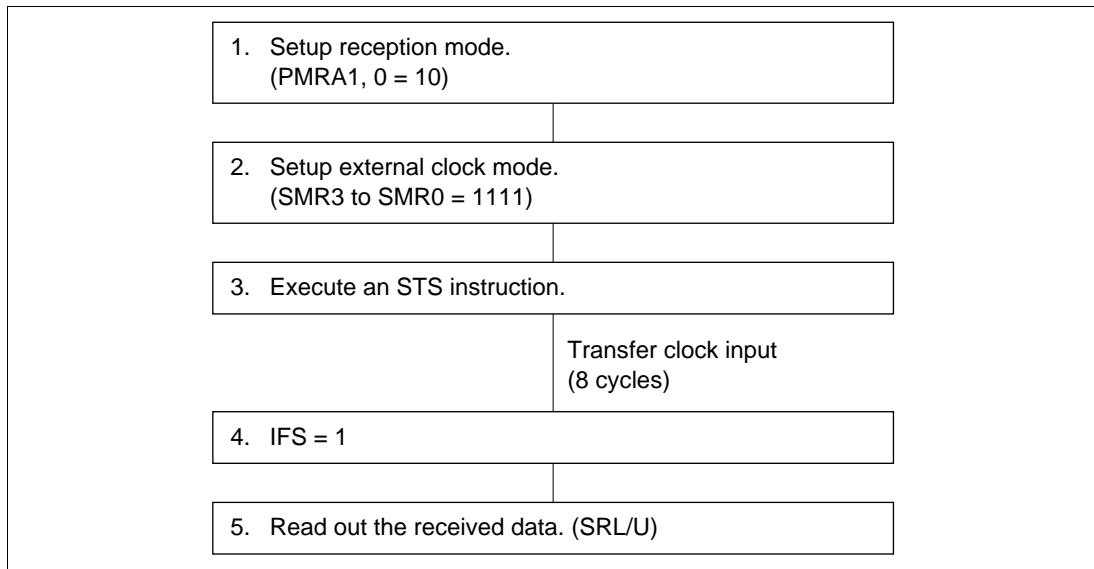 1. Setup reception mode.
(PMRA1, 0 = 10)
2. Setup external clock mode.
(SMR3 to SMR0 = 1111)
3. Execute an STS instruction.
Transfer clock input
(8 cycles)
4. IFS = 1
5. Read out the received data. (SRL/U)